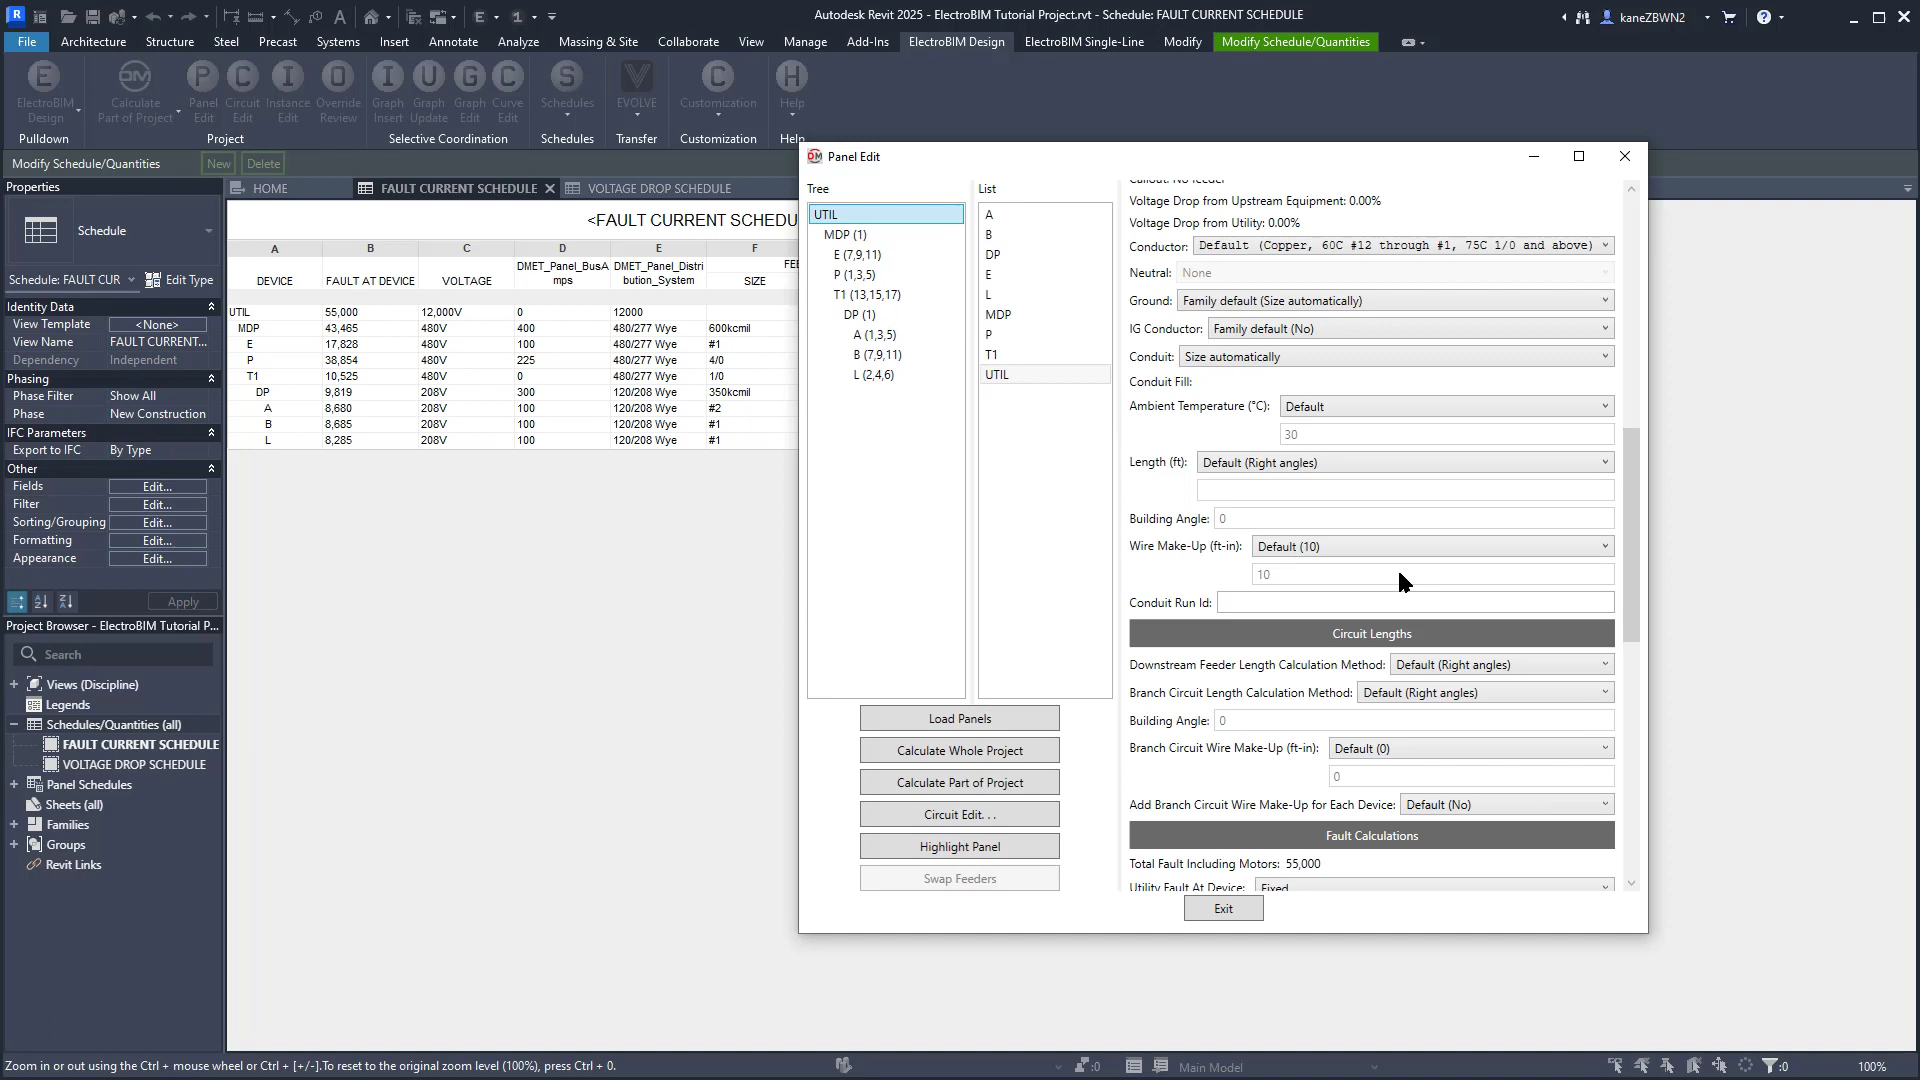 Autodesk Revit 2025 - ElectroBIM Tutorial Project.rvt - Schedule: FAULT CURRENT SCHEDULE
kaneZBWN2
File Architecture Structure Steel Precast Systems Insert Annotate Analyze Massing & Site Collaborate View Manage Add-Ins ElectroBIM Design ElectroBIM Single-Line Modify Modify Schedule/Quantities
E DM P C I O I U G C S V C H
ElectroBIM Design
Calculate Part of Project
Panel Edit
Circuit Edit
Instance Edit
Override Review
Graph Insert
Graph Update
Graph Edit
Curve Edit
Schedules
EVOLVE
Customization
Help
Pulldown Project Selective Coordination Schedules Transfer Customization Help
Modify Schedule/Quantities New Delete
Properties
Schedule
Schedule: FAULT CUR Edit Type
Identity Data
View Template <None>
View Name FAULT CURRENT...
Dependency Independent
Phasing
Phase Filter Show All
Phase New Construction
IFC Parameters
Export to IFC By Type
Other
Fields Edit...
Filter Edit...
Sorting/Grouping Edit...
Formatting Edit...
Appearance Edit...
Apply
Project Browser - ElectroBIM Tutorial P...
Search
Views (Discipline)
Legends
Schedules/Quantities (all)
FAULT CURRENT SCHEDULE
VOLTAGE DROP SCHEDULE
Panel Schedules
Sheets (all)
Families
Groups
Revit Links
HOME FAULT CURRENT SCHEDULE VOLTAGE DROP SCHEDULE
<FAULT CURRENT SCHEDU
A B C D E F
DEVICE FAULT AT DEVICE VOLTAGE DMET_Panel_BusAmps DMET_Panel_Distribution_System FEE
SIZE
UTIL 55,000 12,000V 0 12000
MDP 43,465 480V 400 480/277 Wye 600kcmil
E 17,828 480V 100 480/277 Wye #1
P 38,854 480V 225 480/277 Wye 4/0
T1 10,525 480V 0 480/277 Wye 1/0
DP 9,819 208V 300 120/208 Wye 350kcmil
A 8,680 208V 100 120/208 Wye #2
B 8,685 208V 100 120/208 Wye #1
L 8,285 208V 100 120/208 Wye #1
DM Panel Edit
Tree
UTIL
MDP (1)
E (7,9,11)
P (1,3,5)
T1 (13,15,17)
DP (1)
A (1,3,5)
B (7,9,11)
L (2,4,6)
List
A
B
DP
E
L
MDP
P
T1
UTIL
Load Panels
Calculate Whole Project
Calculate Part of Project
Circuit Edit. . .
Highlight Panel
Swap Feeders
Callout: No feeder
Voltage Drop from Upstream Equipment: 0.00%
Voltage Drop from Utility: 0.00%
Conductor: Default (Copper, 60C #12 through #1, 75C 1/0 and above)
Neutral: None
Ground: Family default (Size automatically)
IG Conductor: Family default (No)
Conduit: Size automatically
Conduit Fill:
Ambient Temperature (°C): Default
30
Length (ft): Default (Right angles)
Building Angle: 0
Wire Make-Up (ft-in): Default (10)
10
Conduit Run Id:
Circuit Lengths
Downstream Feeder Length Calculation Method: Default (Right angles)
Branch Circuit Length Calculation Method: Default (Right angles)
Building Angle: 0
Branch Circuit Wire Make-Up (ft-in): Default (0)
0
Add Branch Circuit Wire Make-Up for Each Device: Default (No)
Fault Calculations
Total Fault Including Motors: 55,000
Utility Fault At Device: Fixed
Exit
Zoom in or out using the Ctrl + mouse wheel or Ctrl + [+/-].To reset to the original zoom level (100%), press Ctrl + 0.
:0 Main Model :0 100%